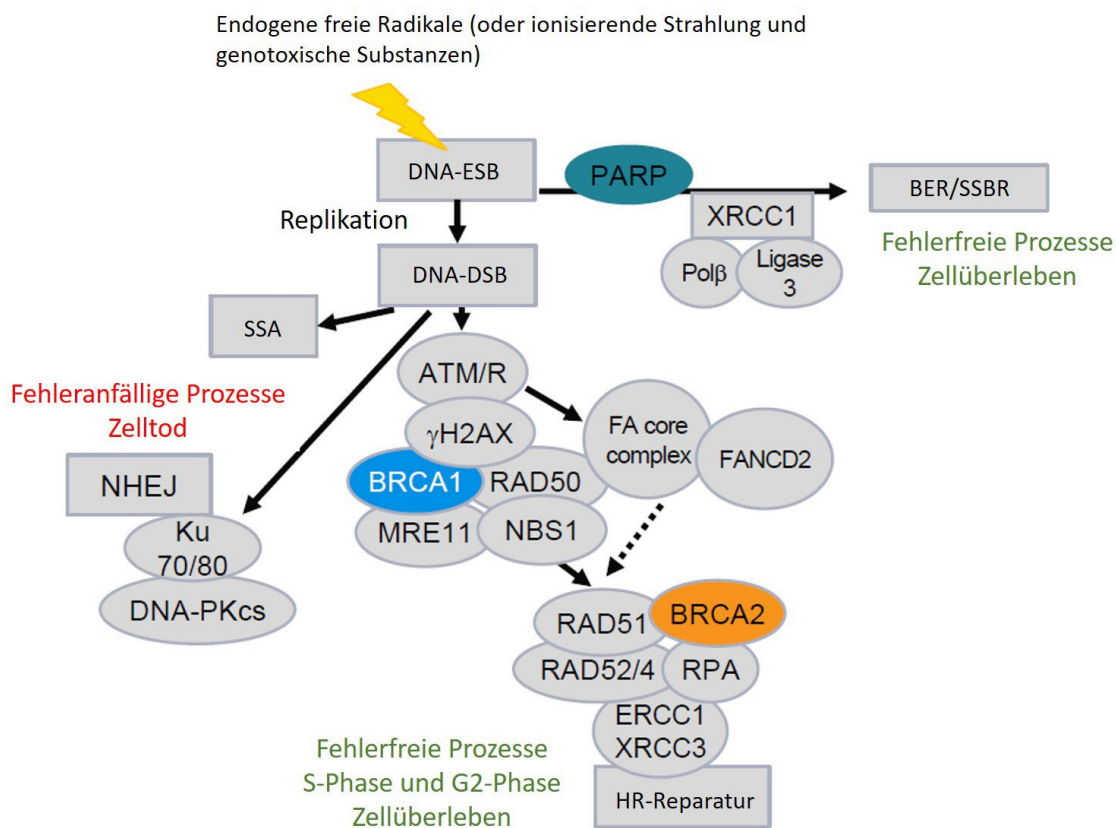 Endogene freie Radikale (oder ionisierende Strahlung und
genotoxische Substanzen)
DNA-ESB
PARP
BER/SSBR
XRCC1
Replikation
Fehlerfreie Prozesse
Zellüberleben
Polβ
Ligase
3
DNA-DSB
SSA
ATM/R
Fehleranfällige Prozesse
Zelltod
γH2AX
FA core
complex
FANCD2
NHEJ
BRCA1
RAD50
MRE11
NBS1
Ku
70/80
DNA-PKcs
RAD51
BRCA2
RAD52/4
RPA
ERCC1
XRCC3
Fehlerfreie Prozesse
S-Phase und G2-Phase
Zellüberleben
HR-Reparatur